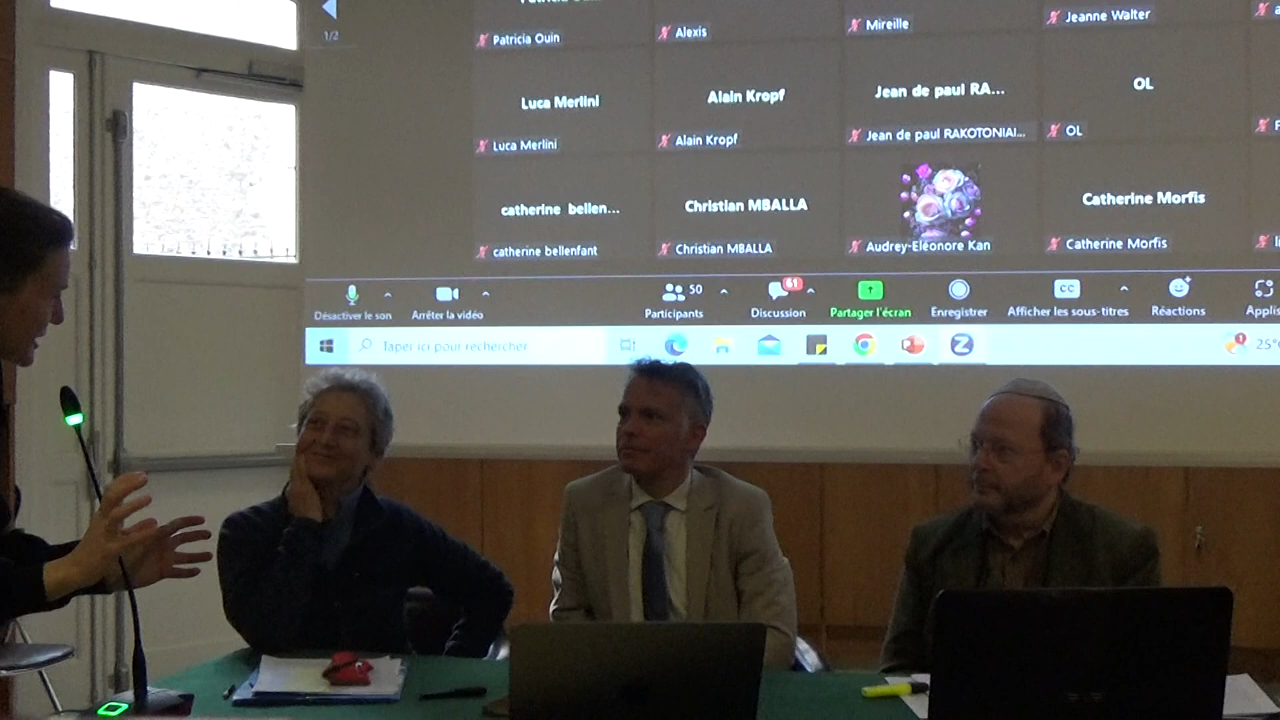 1/2
Patricia Ouin
Alexis
Mireille
Jeanne Walter
Luca Merlini
Alain Kropf
Jean de paul RA...
OL
Luca Merlini
Alain Kropf
Jean de paul RAKOTONIAI...
OL
catherine bellen...
Christian MBALLA
Catherine Morfis
catherine bellenfant
Christian MBALLA
Audrey-Eléonore Kan
Catherine Morfis
50
61
CC
Désactiver le son
Arrêter la vidéo
Participants
Discussion
Partager l'écran
Enregistrer
Afficher les sous-titres
Réactions
Applis
Taper ici pour rechercher
Z
1
25°